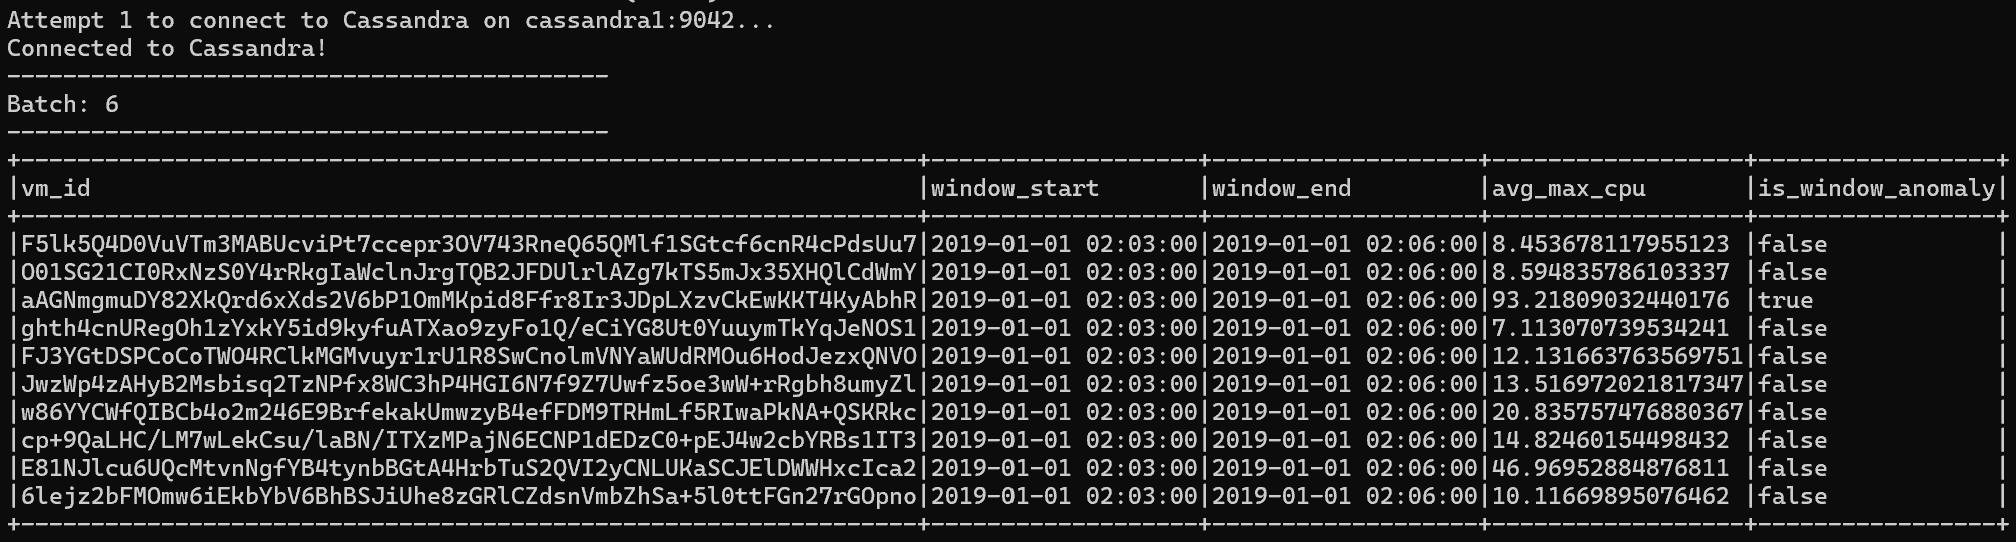 Attempt 1 to connect to Cassandra on cassandra1:9042...
Connected to Cassandra!
-------------------------------------------
Batch: 6
-------------------------------------------
+----------------------------------------------------------------+-------------------+-------------------+------------------+-----------------+
|vm_id                                                           |window_start       |window_end         |avg_max_cpu       |is_window_anomaly|
+----------------------------------------------------------------+-------------------+-------------------+------------------+-----------------+
|F5lk5Q4D0VuVTm3MABUcviPt7ccepr3OV743RneQ65QMlf1SGtcf6cnR4cPdsUu7|2019-01-01 02:03:00|2019-01-01 02:06:00|8.453678117955123 |false            |
|O01SG21CI0RxNzS0Y4rRkgIaWclnJrgTQB2JFDUlrlAZg7kTS5mJx35XHQlCdWmY|2019-01-01 02:03:00|2019-01-01 02:06:00|8.594835786103337 |false            |
|aAGNmgmuDY82XkQrd6xXds2V6bP1OmMKpid8Ffr8Ir3JDpLXzvCkEwKKT4KyAbhR|2019-01-01 02:03:00|2019-01-01 02:06:00|93.21809032440176 |true             |
|ghth4cnURegOh1zYxkY5id9kyfuATXao9zyFo1Q/eCiYG8Ut0YuuymTkYqJeNOS1|2019-01-01 02:03:00|2019-01-01 02:06:00|7.113070739534241 |false            |
|FJ3YGtDSPCoCoTWO4RClkMGMvuyr1rU1R8SwCnolmVNYaWUdRMOu6HodJezxQNVO|2019-01-01 02:03:00|2019-01-01 02:06:00|12.131663763569751|false            |
|JwzWp4zAHyB2Msbisq2TzNPfx8WC3hP4HGI6N7f9Z7Uwfz5oe3wW+rRgbh8umyZl|2019-01-01 02:03:00|2019-01-01 02:06:00|13.516972021817347|false            |
|w86YYCWfQIBCb4o2m246E9BrfekakUmwzyB4efFDM9TRHmLf5RIwaPkNA+QSKRkc|2019-01-01 02:03:00|2019-01-01 02:06:00|20.835757476880367|false            |
|cp+9QaLHC/LM7wLekCsu/laBN/ITXzMPajN6ECNP1dEDzC0+pEJ4w2cbYRBs1IT3|2019-01-01 02:03:00|2019-01-01 02:06:00|14.82460154498432 |false            |
|E81NJlcu6UQcMtvnNgfYB4tynbBGtA4HrbTuS2QVI2yCNLUKaSCJElDWWHxcIca2|2019-01-01 02:03:00|2019-01-01 02:06:00|46.96952884876811 |false            |
|6lejz2bFMOmw6iEkbYbV6BhBSJiUhe8zGRlCZdsnVmbZhSa+5l0ttFGn27rGOpno|2019-01-01 02:03:00|2019-01-01 02:06:00|10.11669895076462 |false            |
+----------------------------------------------------------------+-------------------+-------------------+------------------+-----------------+